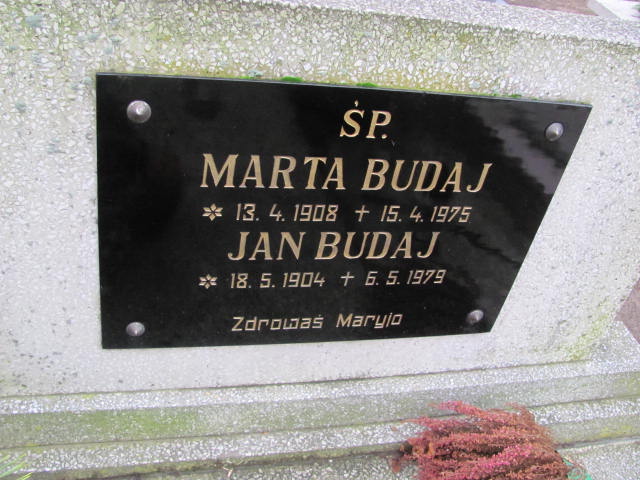 ŚP.
MARTA BUDAJ
* 13. 4. 1908 + 15. 4. 1975
JAN BUDAJ
* 18. 5. 1904 + 6. 5. 1979
Zdrowaś Maryjo